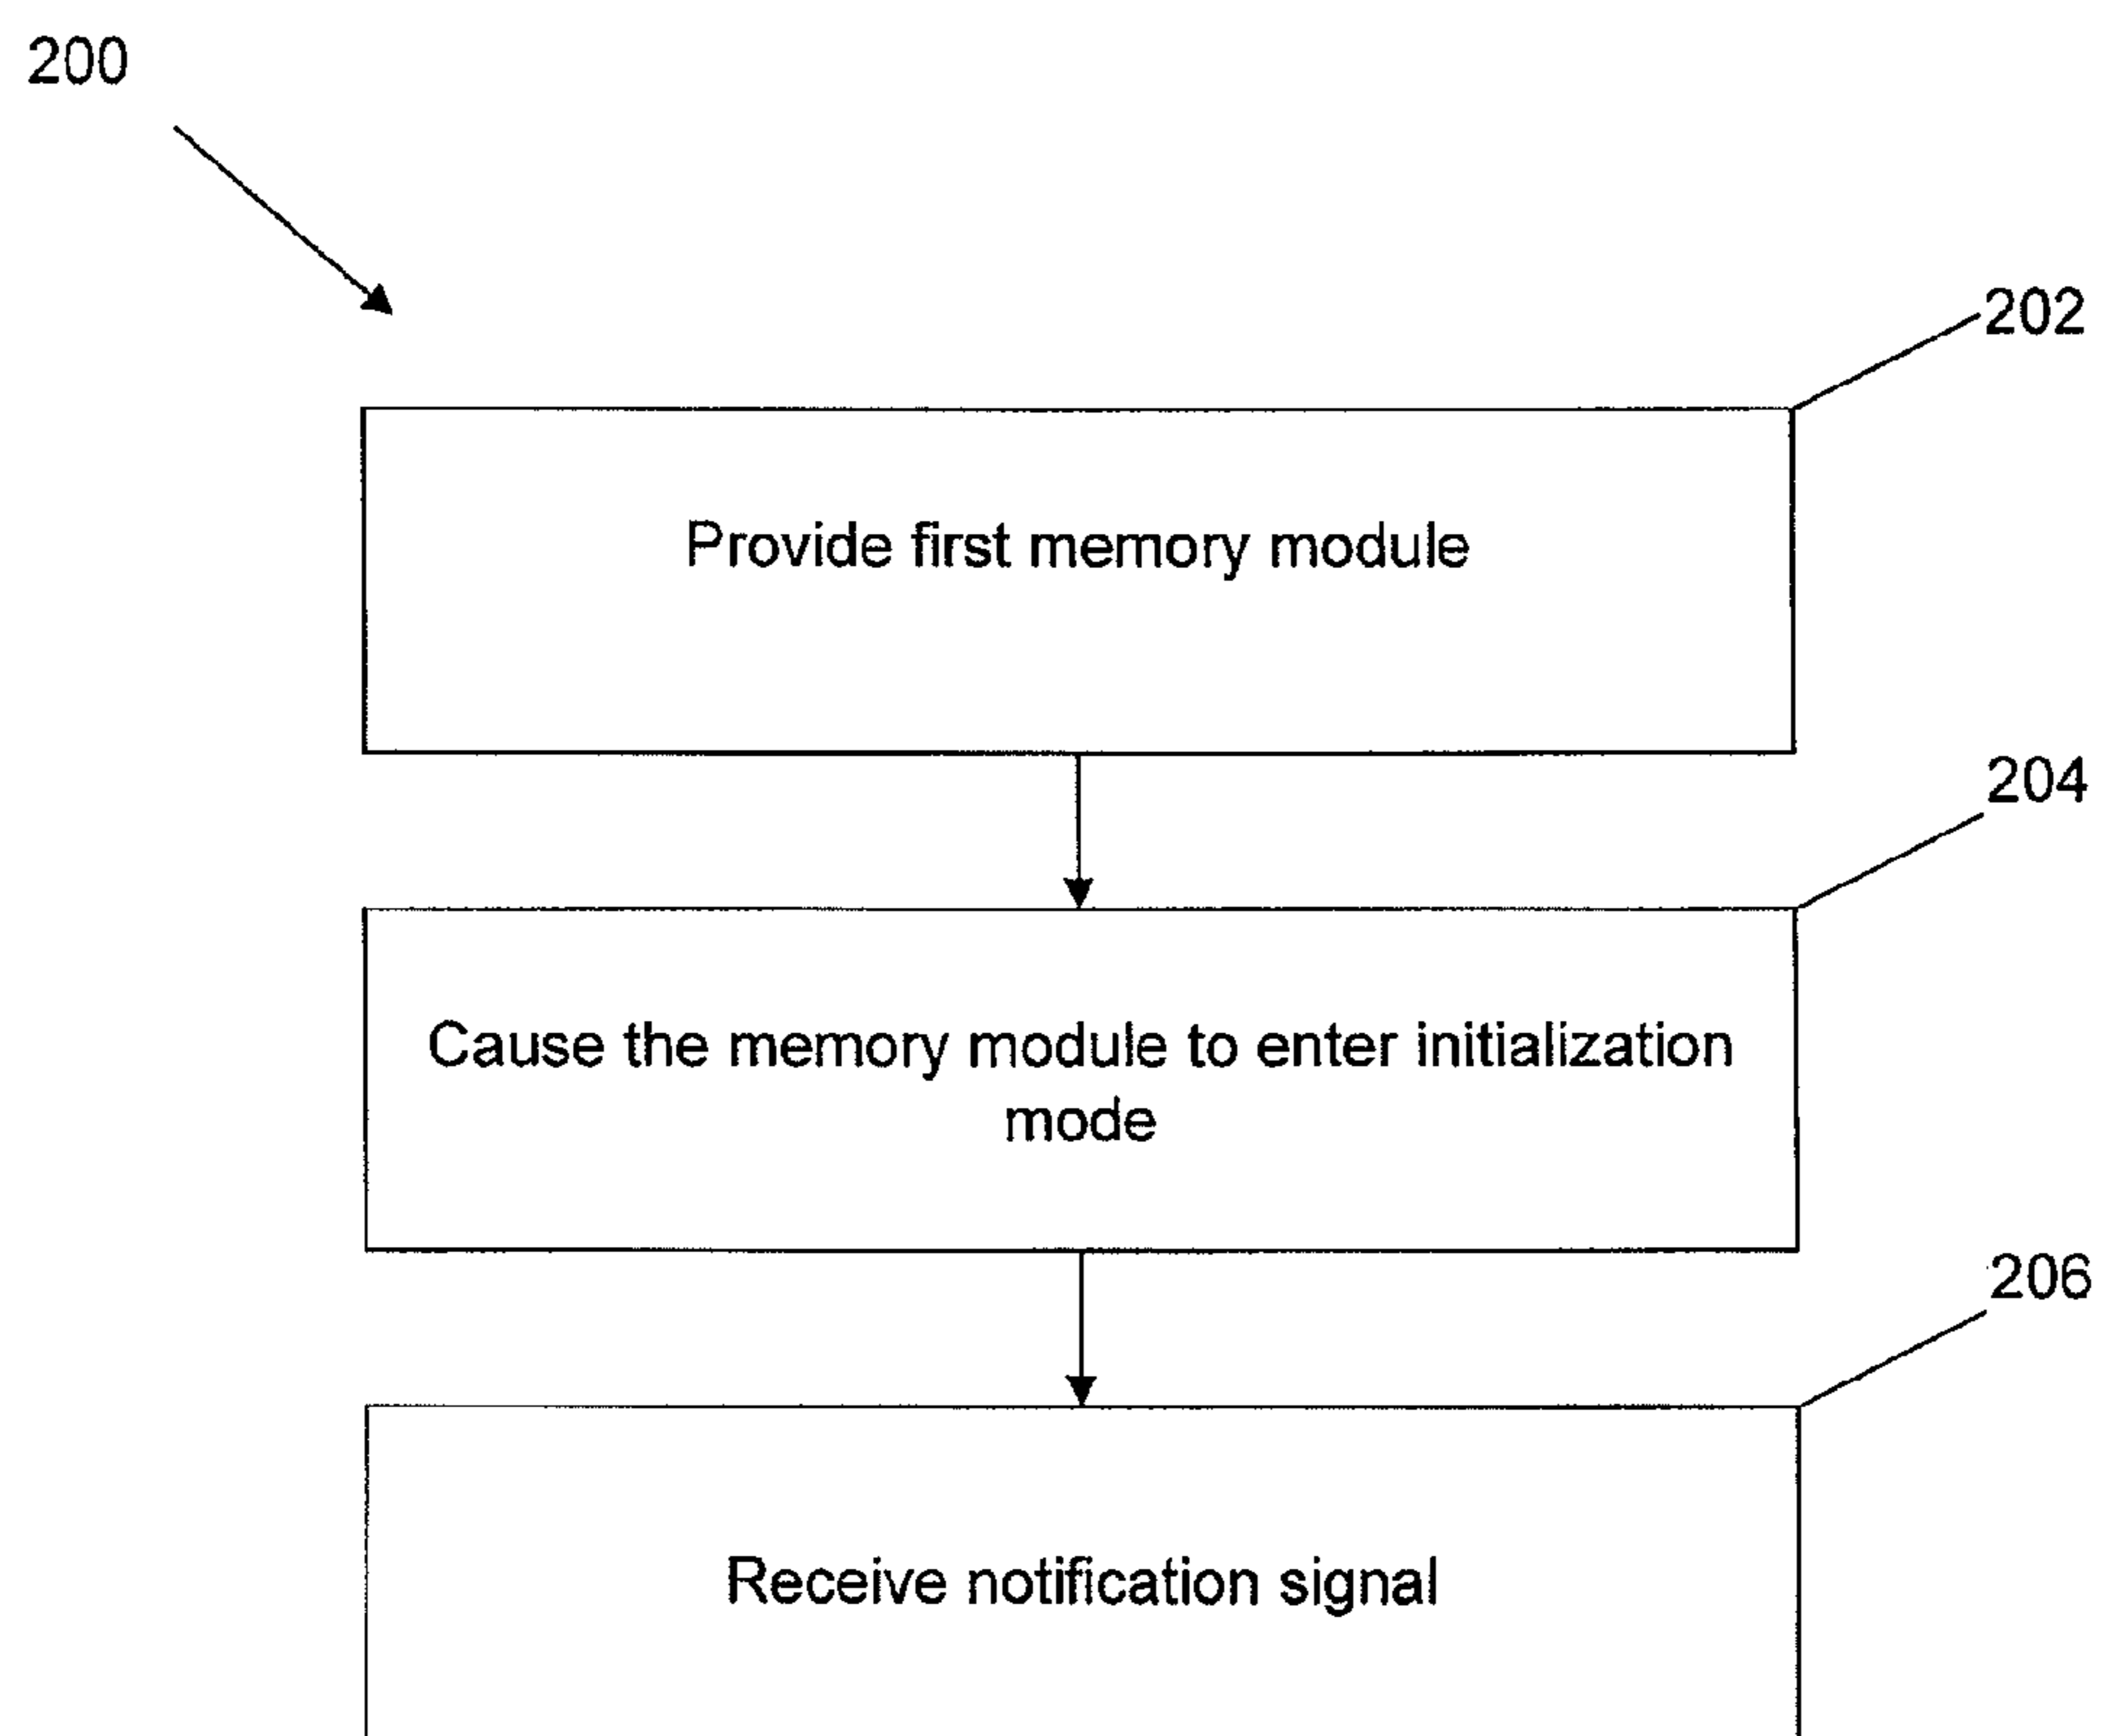 200
202
Provide first memory module
204
Cause the memory module to enter initialization
mode
206
Receive notification signal